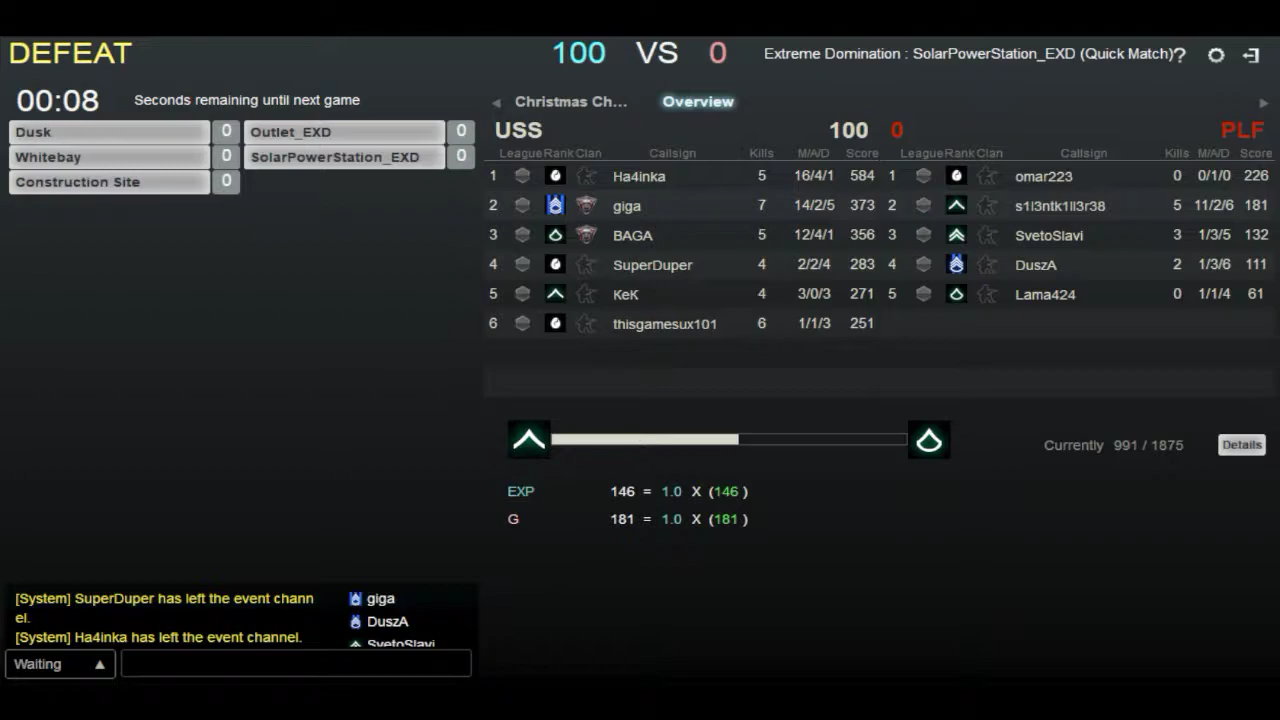 DEFEAT
100 VS 0
Extreme Domination : SolarPowerStation_EXD (Quick Match)?
00:08 Seconds remaining until next game
Christmas Ch... Overview
Dusk 0 Outlet_EXD 0
Whitebay 0 SolarPowerStation_EXD 0
Construction Site 0
USS 100 0 PLF
League Rank Clan Callsign Kills M/A/D Score League Rank Clan Callsign Kills M/A/D Score
1 Ha4inka 5 16/4/1 584 1 omar223 0 0/1/0 226
2 giga 7 14/2/5 373 2 s1l3ntk1ll3r38 5 11/2/6 181
3 BAGA 5 12/4/1 356 3 SvetoSlavi 3 1/3/5 132
4 SuperDuper 4 2/2/4 283 4 DuszA 2 1/3/6 111
5 KeK 4 3/0/3 271 5 Lama424 0 1/1/4 61
6 thisgamesux101 6 1/1/3 251
Currently 991 / 1875 Details
EXP 146 = 1.0 X (146 )
G 181 = 1.0 X (181 )
[System] SuperDuper has left the event chann
el.
[System] Ha4inka has left the event channel.
giga
DuszA
SvetoSlavi
Waiting ▲